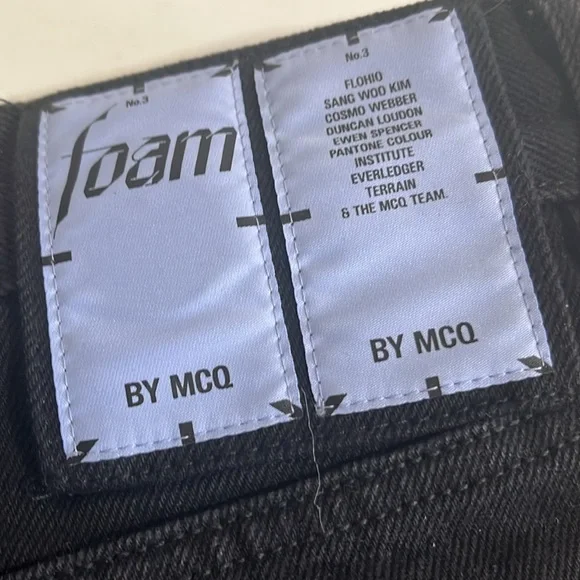 No.3
foam
BY MCQ
No.3
FLOHIO
SANG WOO KIM
COSMO WEBBER
DUNCAN LOUDON
EWEN SPENCER
PANTONE COLOUR
INSTITUTE
EVERLEDGER
TERRAIN
& THE MCQ TEAM.
BY MCQ